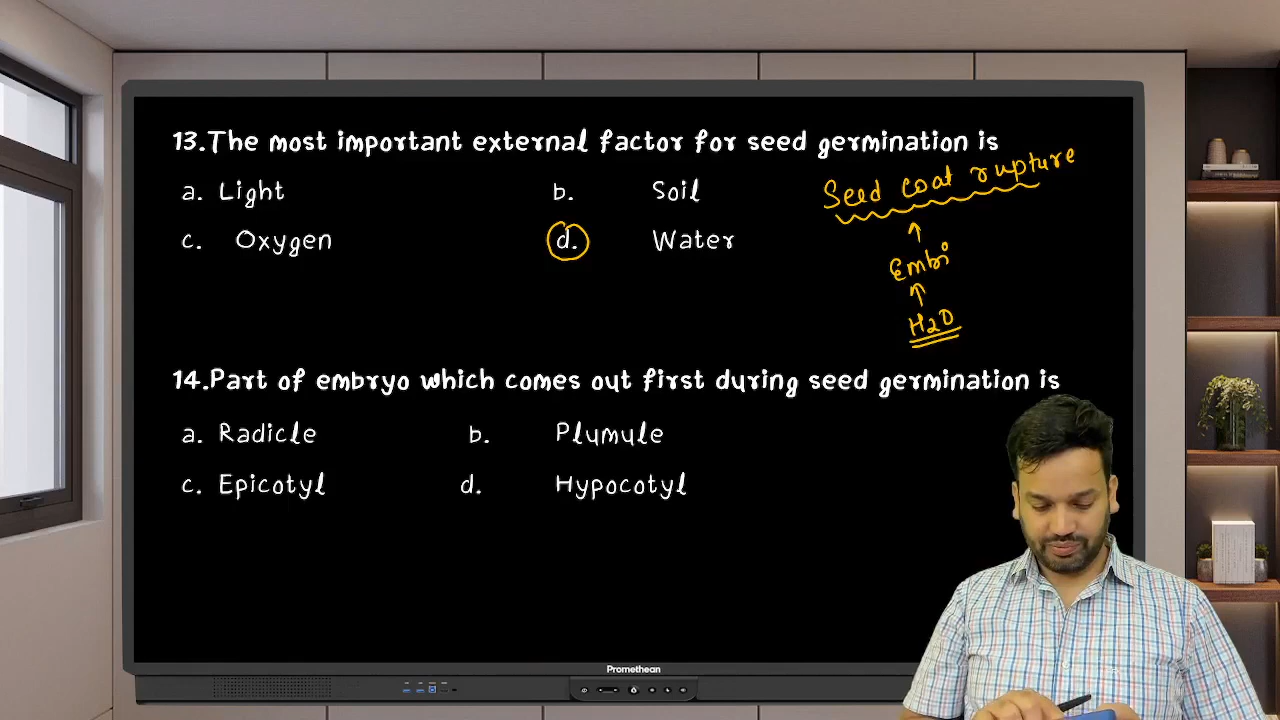 13.The most important external factor for seed germination is
a. Light b. Soil
c. Oxygen d. Water
Seed coat rupture
Embi
H2O
14.Part of embryo which comes out first during seed germination is
a. Radicle b. Plumule
c. Epicotyl d. Hypocotyl
Promethean